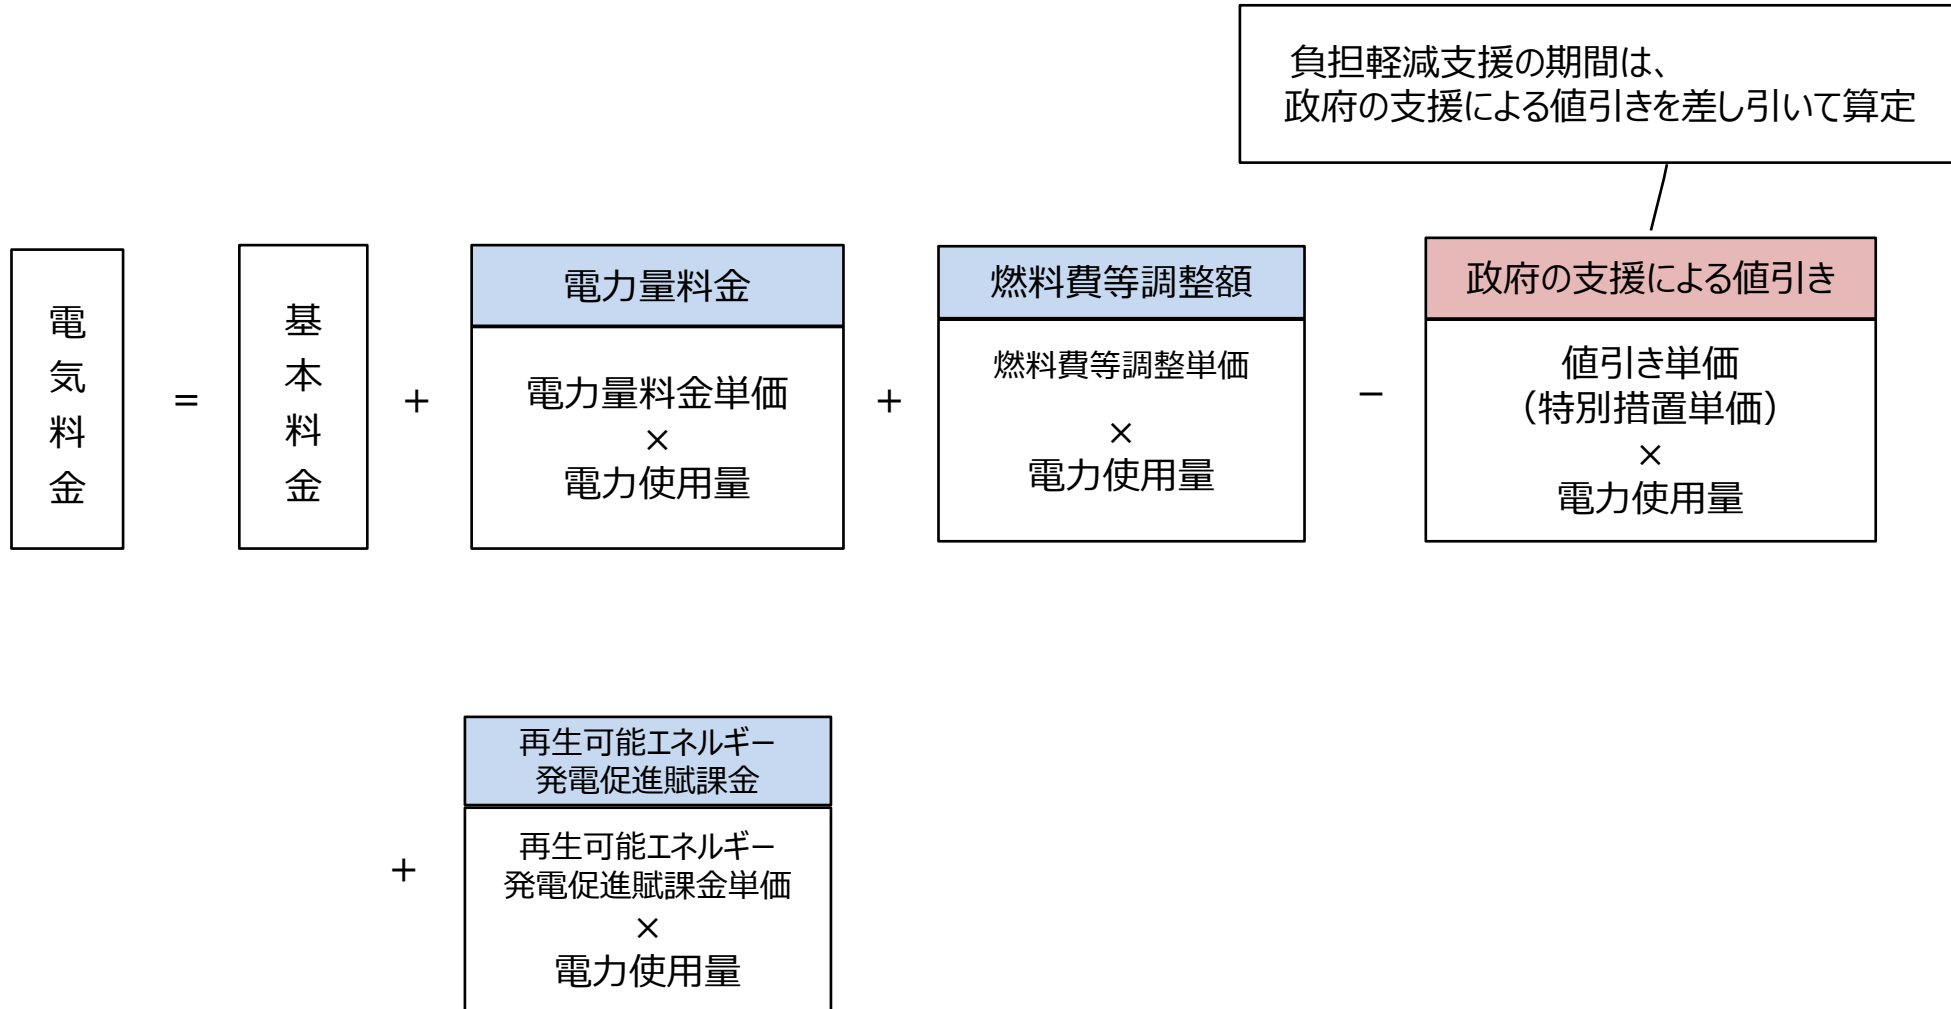 負担軽減支援の期間は、
政府の支援による値引きを差し引いて算定
電気料金
=
基本料金
+
電力量料金
電力量料金単価
×
電力使用量
+
燃料費等調整額
燃料費等調整単価
×
電力使用量
−
政府の支援による値引き
値引き単価
（特別措置単価）
×
電力使用量
+
再生可能エネルギー
発電促進賦課金
再生可能エネルギー
発電促進賦課金単価
×
電力使用量